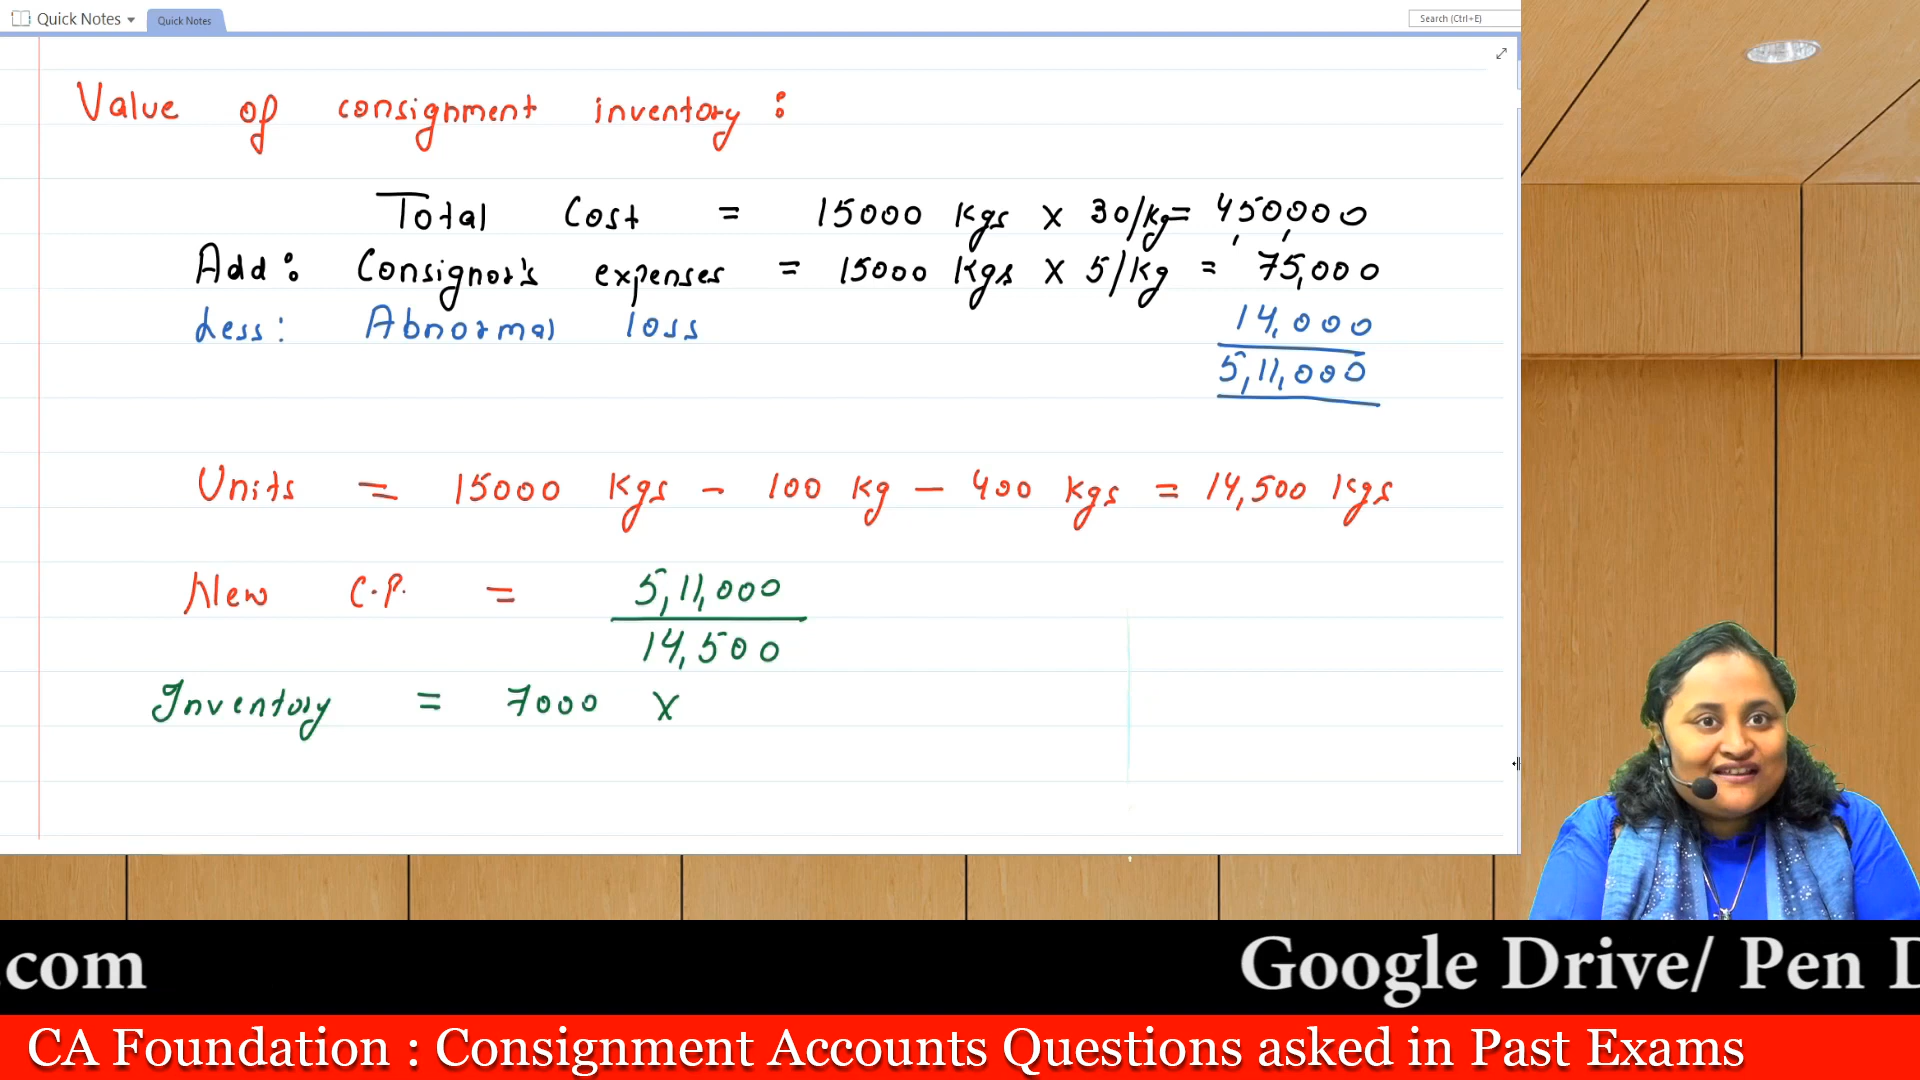 Quick Notes
Quick Notes
Search (Ctrl+E)
Value of consignment inventory :
Total Cost = 15000 Kgs x 30/kg = 4,50,000
Add: Consignor's expenses = 15000 Kgs x 5/kg = 75,000
Less: Abnormal loss 14,000
5,11,000
Units = 15000 Kgs - 100 kg - 400 kgs = 14,500 kgs
New C.P. = 5,11,000
14,500
Inventory = 7000 x
.com Google Drive/ Pen D
CA Foundation : Consignment Accounts Questions asked in Past Exams